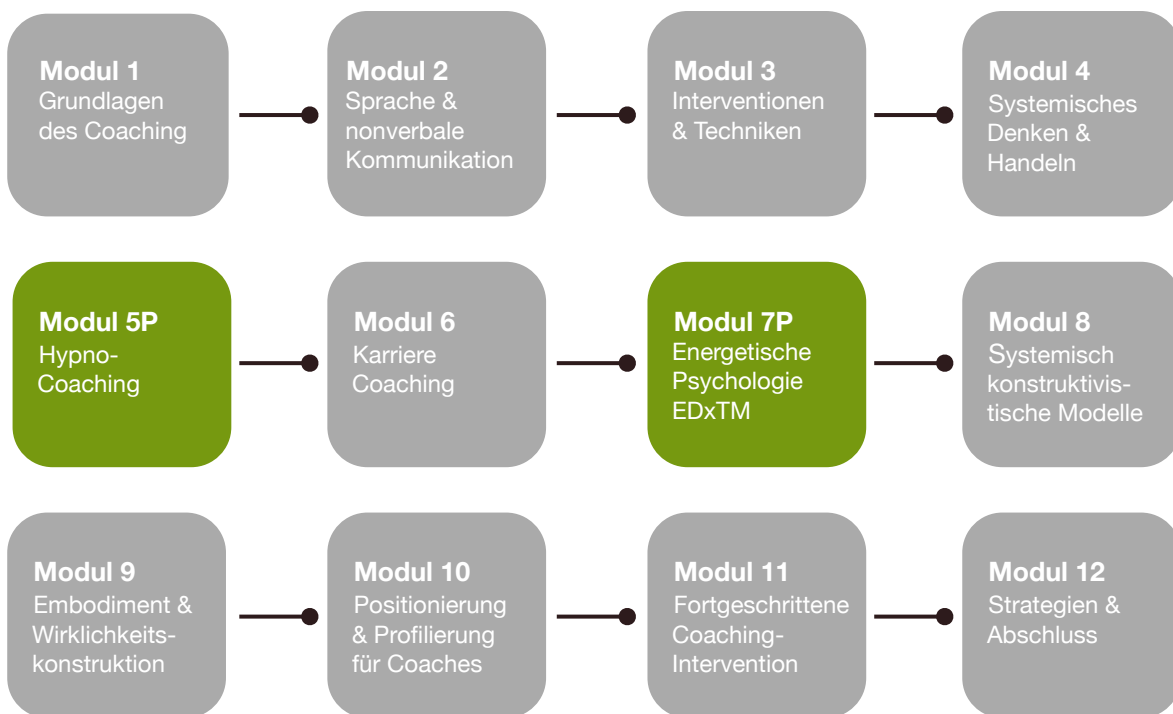 Modul 1
Grundlagen
des Coaching
Modul 2
Sprache &
nonverbale
Kommunikation
Modul 3
Interventionen
& Techniken
Modul 4
Systemisches
Denken &
Handeln
Modul 5P
Hypno-
Coaching
Modul 6
Karriere
Coaching
Modul 7P
Energetische
Psychologie
EDxTM
Modul 8
Systemisch
konstruktivis-
tische Modelle
Modul 9
Embodiment &
Wirklichkeits-
konstruktion
Modul 10
Positionierung
& Profilierung
für Coaches
Modul 11
Fortgeschrittene
Coaching-
Intervention
Modul 12
Strategien &
Abschluss